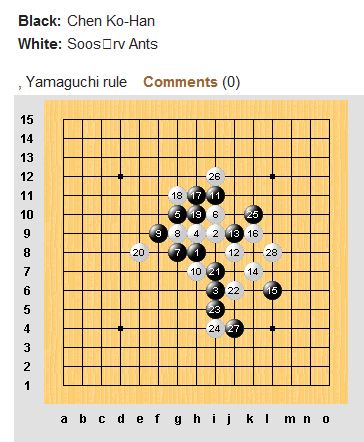 Black: Chen Ko-Han
White: Soos□rv Ants
, Yamaguchi rule Comments (0)
15
14
13
12 26
11 18 17 11
10 5 19 6 25
9 9 8 4 2 13 16
8 20 7 1 12 28
7 10 21 14
6 3 22 15
5 23
4 24 27
3
2
1
a b c d e f g h i j k l m n o